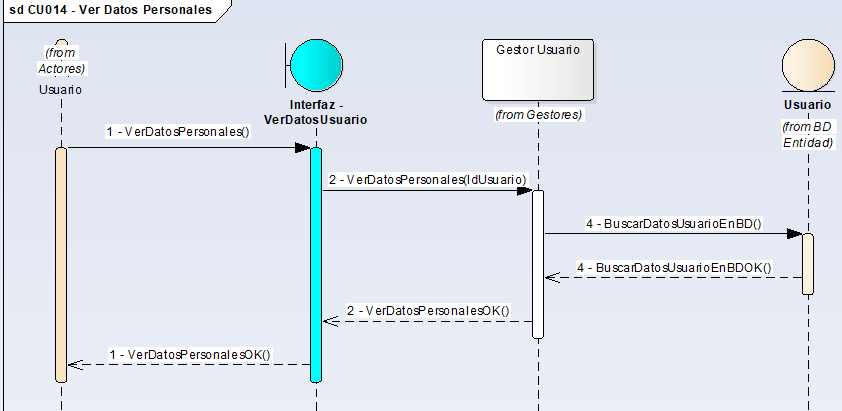 sd CU014 - Ver Datos Personales
(from
Actores)
Usuario
Interfaz -
VerDatosUsuario
Gestor Usuario
(from Gestores)
Usuario
(from BD
Entidad)
1 - VerDatosPersonales()
2 - VerDatosPersonales(IdUsuario)
4 - BuscarDatosUsuarioEnBD()
4 - BuscarDatosUsuarioEnBDOK()
2 - VerDatosPersonalesOK()
1 - VerDatosPersonalesOK()